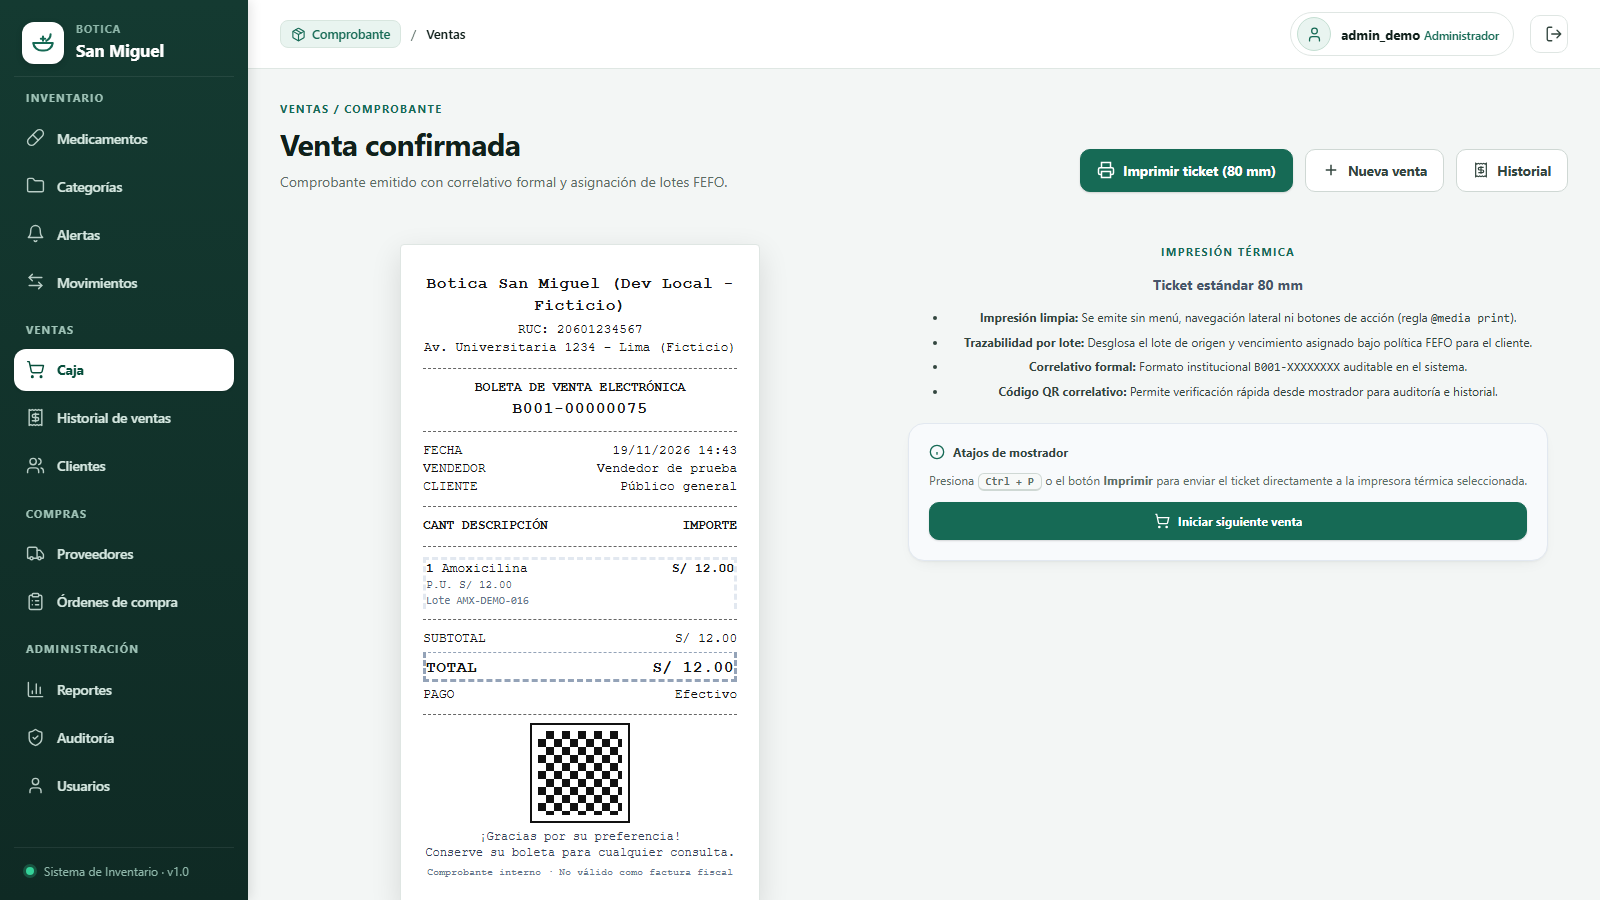 BOTICA
San Miguel
INVENTARIO
Medicamentos
Categorías
Alertas
Movimientos
VENTAS
Caja
Historial de ventas
Clientes
COMPRAS
Proveedores
Órdenes de compra
ADMINISTRACIÓN
Reportes
Auditoría
Usuarios
Sistema de Inventario · v1.0
Comprobante / Ventas
admin_demo Administrador
VENTAS / COMPROBANTE
Venta confirmada
Comprobante emitido con correlativo formal y asignación de lotes FEFO.
Imprimir ticket (80 mm)
Nueva venta
Historial
Botica San Miguel (Dev Local -
Ficticio)
RUC: 20601234567
Av. Universitaria 1234 - Lima (Ficticio)
BOLETA DE VENTA ELECTRÓNICA
B001-00000075
FECHA 19/11/2026 14:43
VENDEDOR Vendedor de prueba
CLIENTE Público general
CANT DESCRIPCIÓN IMPORTE
1 Amoxicilina S/ 12.00
P.U. S/ 12.00
Lote AMX-DEMO-016
SUBTOTAL S/ 12.00
TOTAL S/ 12.00
PAGO Efectivo
¡Gracias por su preferencia!
Conserve su boleta para cualquier consulta.
Comprobante interno · No válido como factura fiscal
IMPRESIÓN TÉRMICA
Ticket estándar 80 mm
• Impresión limpia: Se emite sin menú, navegación lateral ni botones de acción (regla @media print).
• Trazabilidad por lote: Desglosa el lote de origen y vencimiento asignado bajo política FEFO para el cliente.
• Correlativo formal: Formato institucional B001-XXXXXXXX auditable en el sistema.
• Código QR correlativo: Permite verificación rápida desde mostrador para auditoría e historial.
Atajos de mostrador
Presiona Ctrl + P o el botón Imprimir para enviar el ticket directamente a la impresora térmica seleccionada.
Iniciar siguiente venta